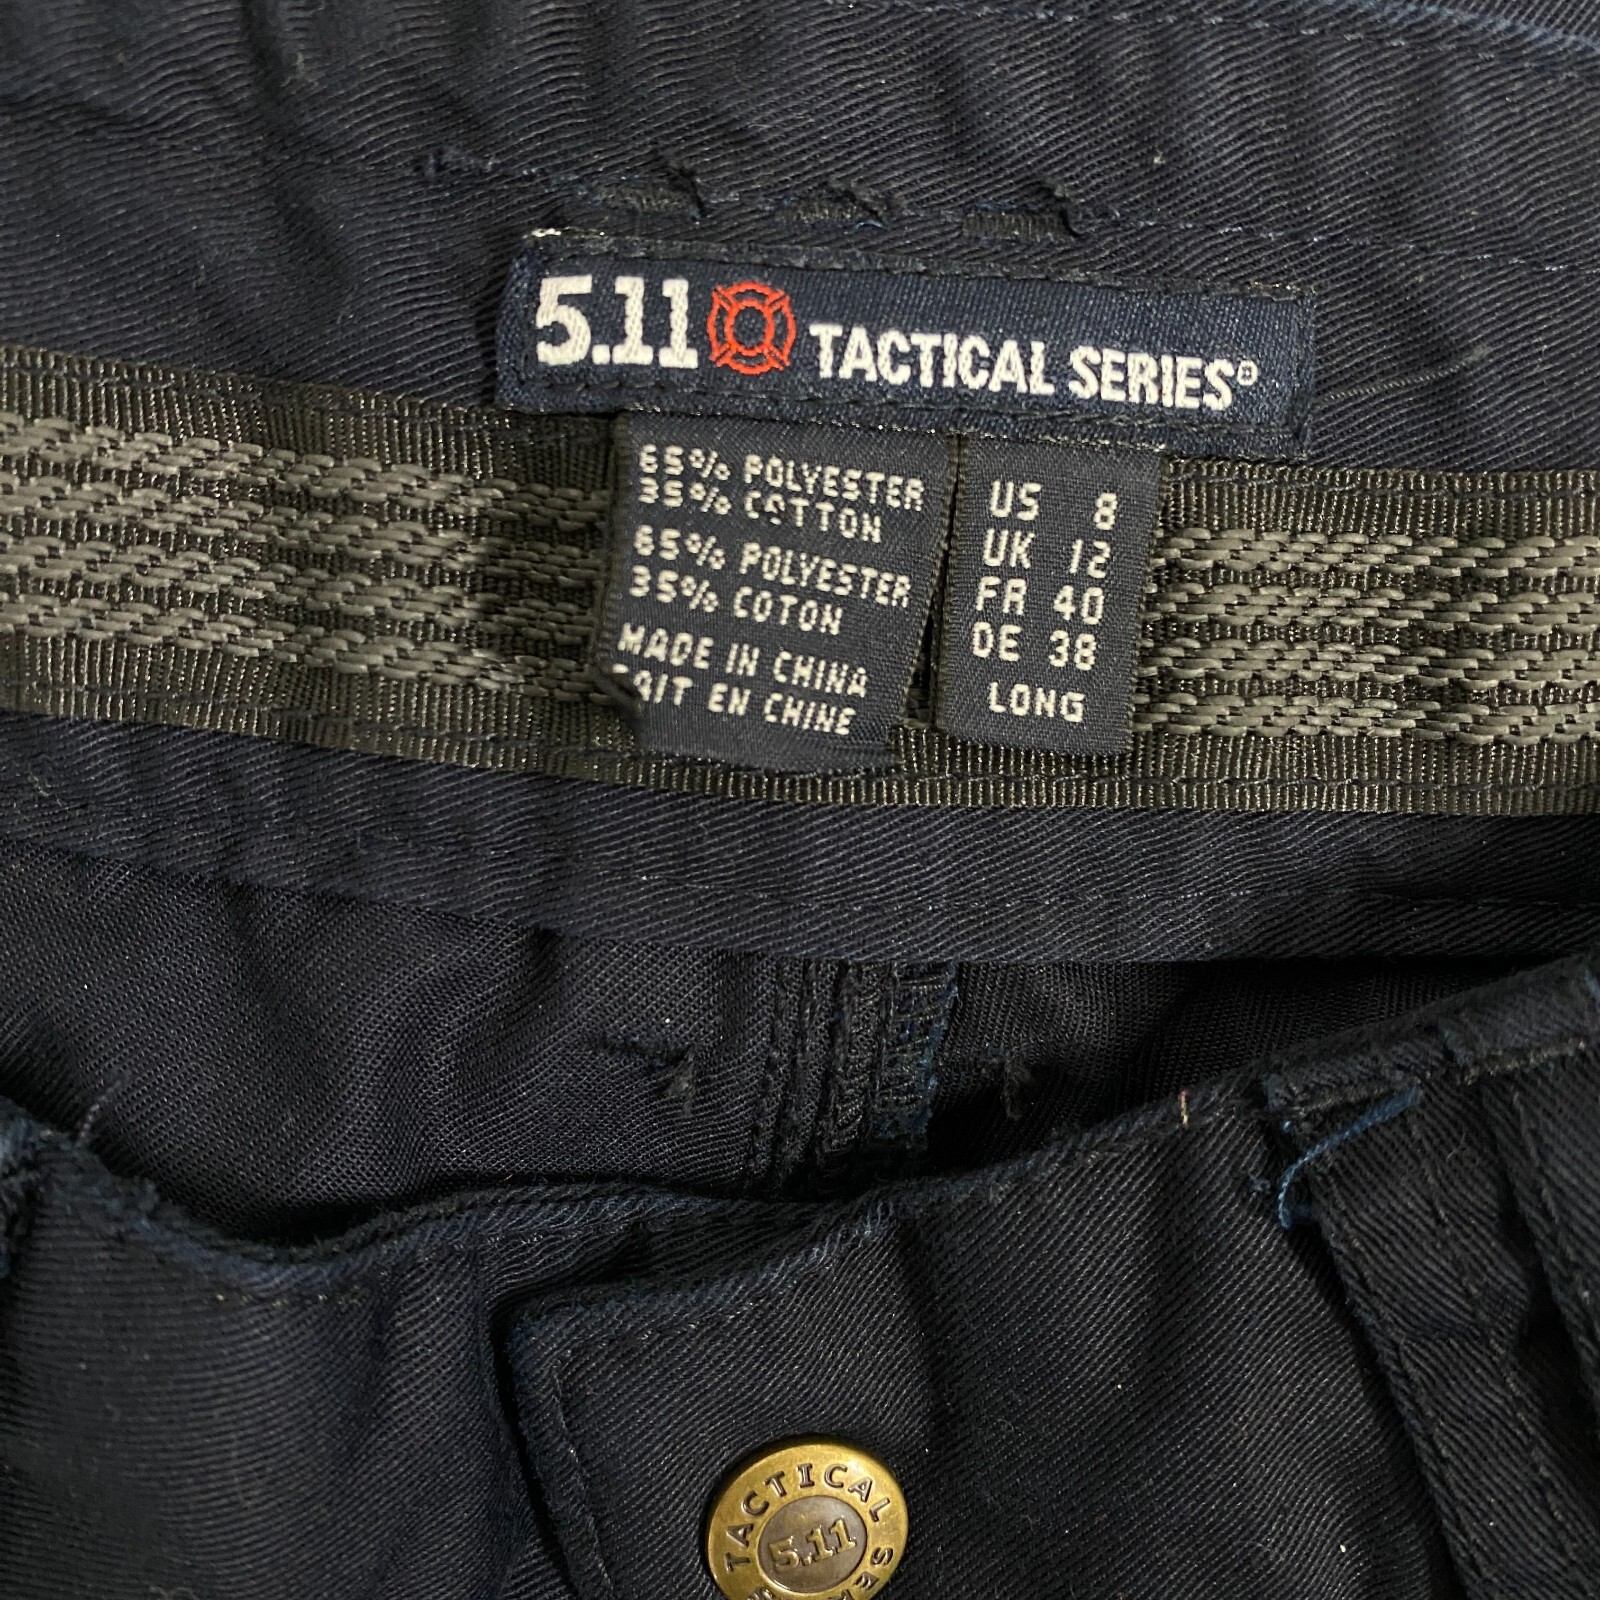 5.11 TACTICAL SERIES®
65% POLYESTER
35% COTTON
65% POLYESTER
35% COTON
MADE IN CHINA
FAIT EN CHINE
US 8
UK 12
FR 40
DE 38
LONG
TACTICAL
5.11